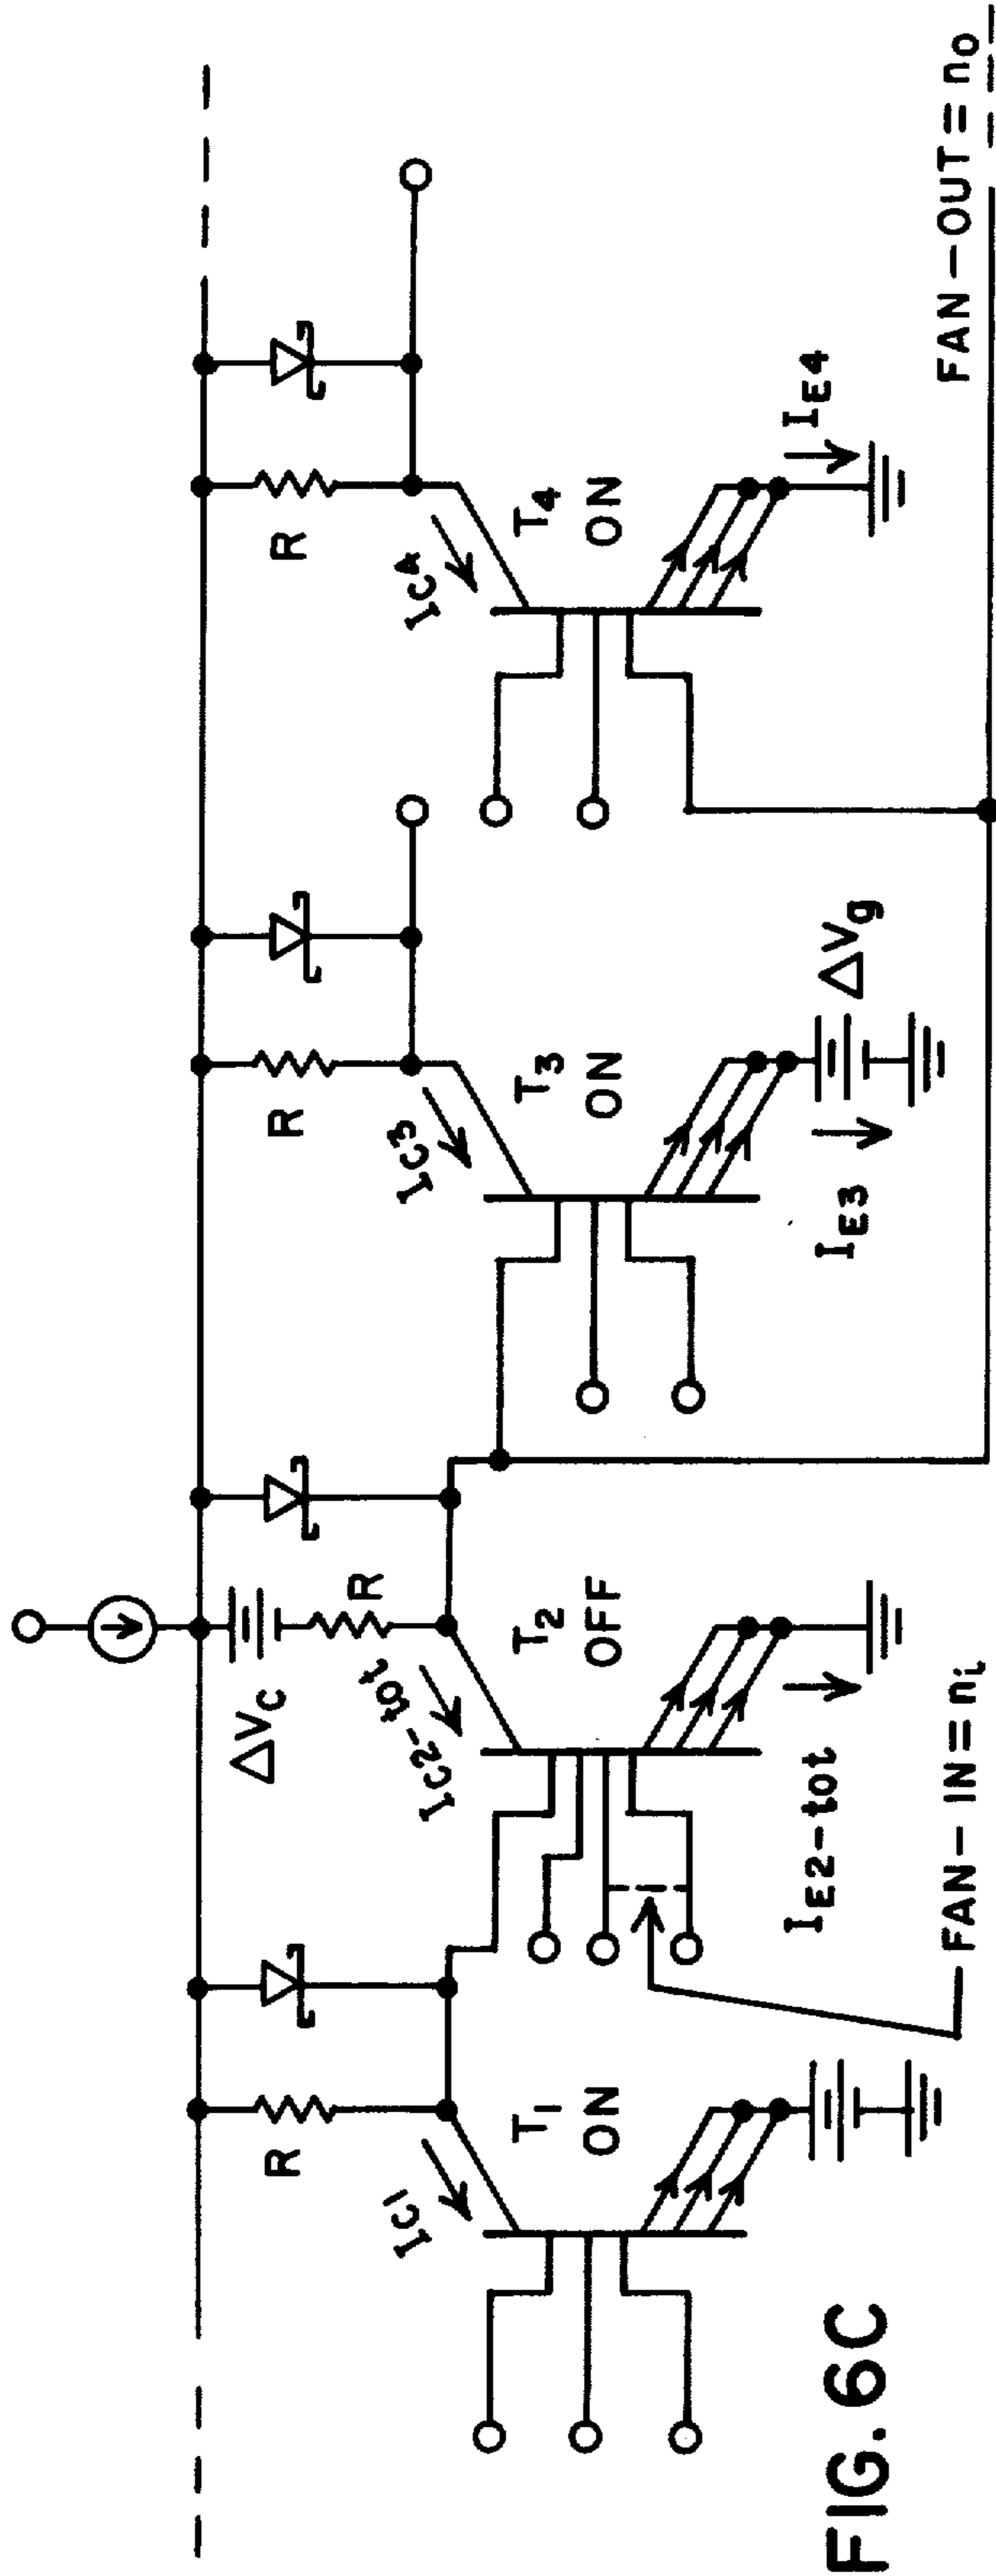 R
ΔV_C
R
R
R
I_C1
I_C2-tot
I_C3
I_C4
T_1
ON
T_2
OFF
T_3
ON
T_4
ON
I_E2-tot
I_E3
ΔV_g
I_E4
FIG. 6C
FAN-IN = n_i
FAN-OUT = n_o